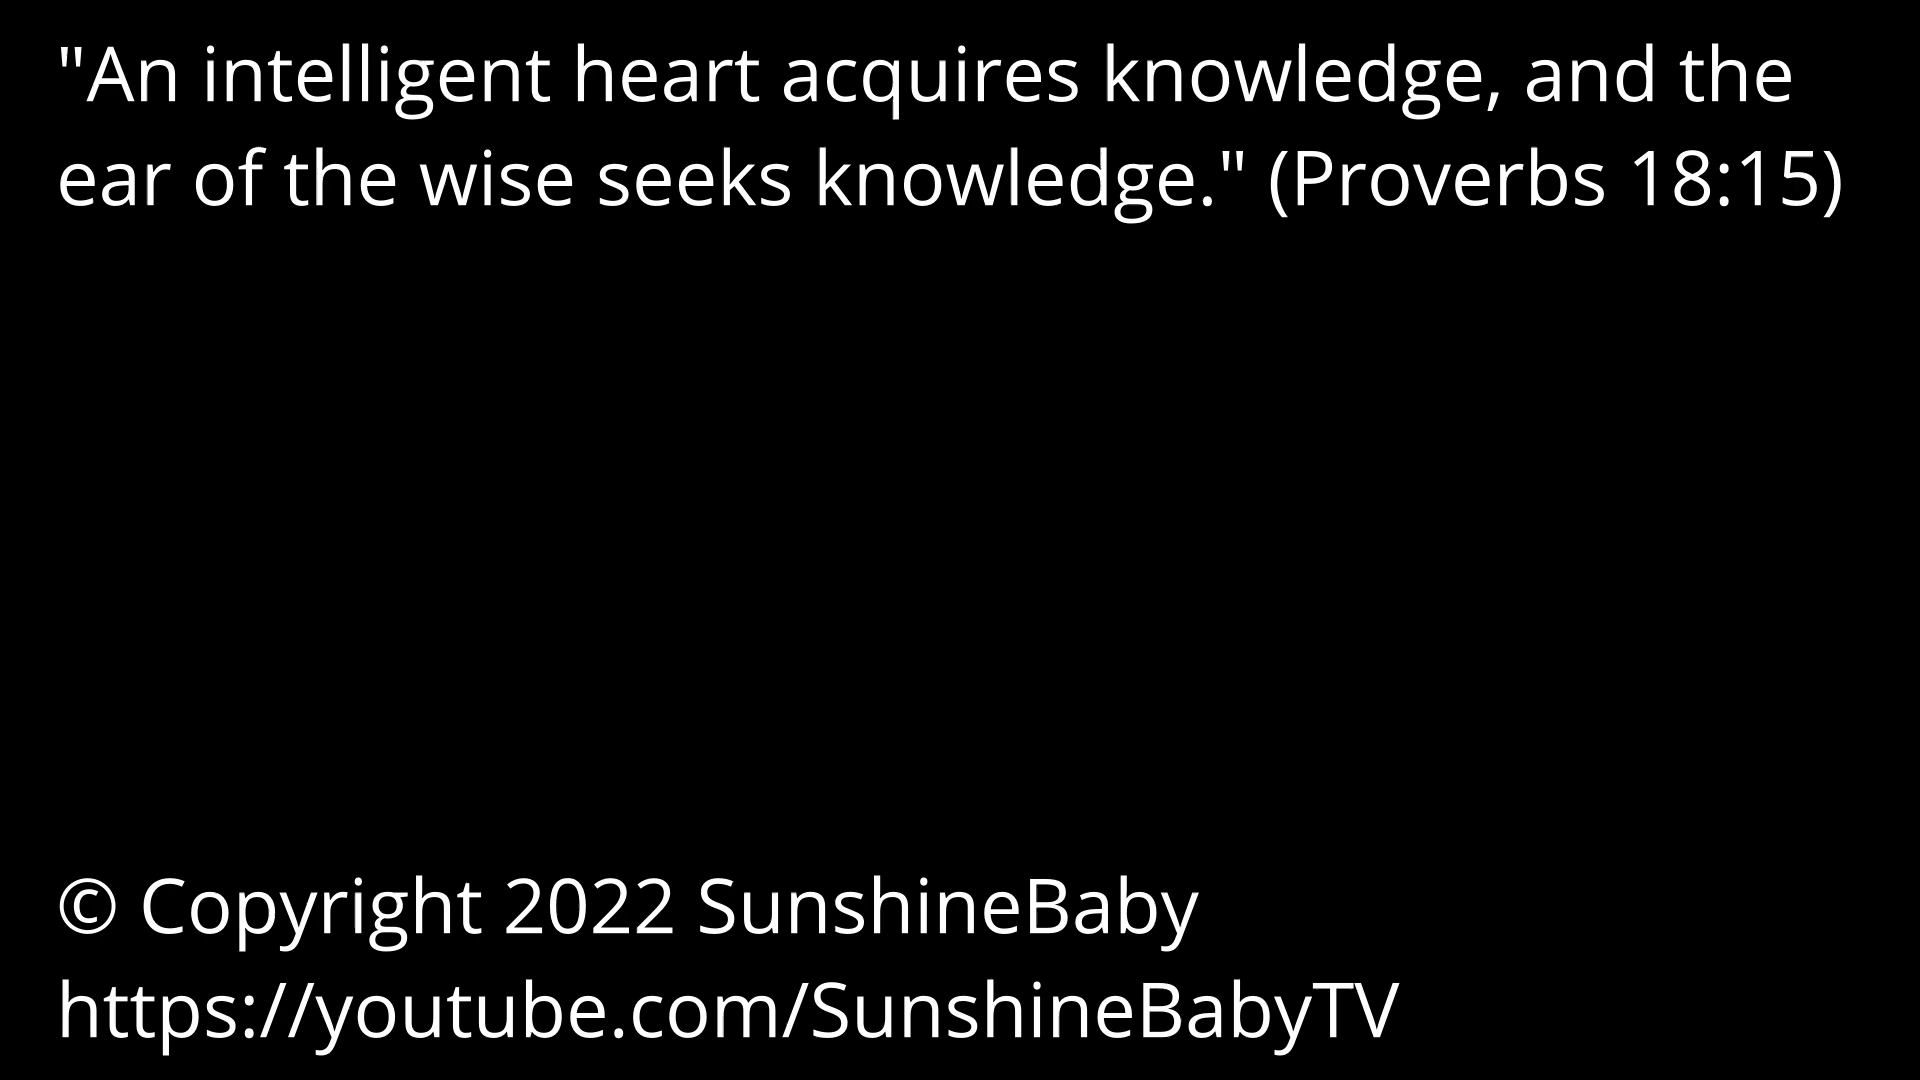 "An intelligent heart acquires knowledge, and the
ear of the wise seeks knowledge." (Proverbs 18:15)
© Copyright 2022 SunshineBaby
https://youtube.com/SunshineBabyTV